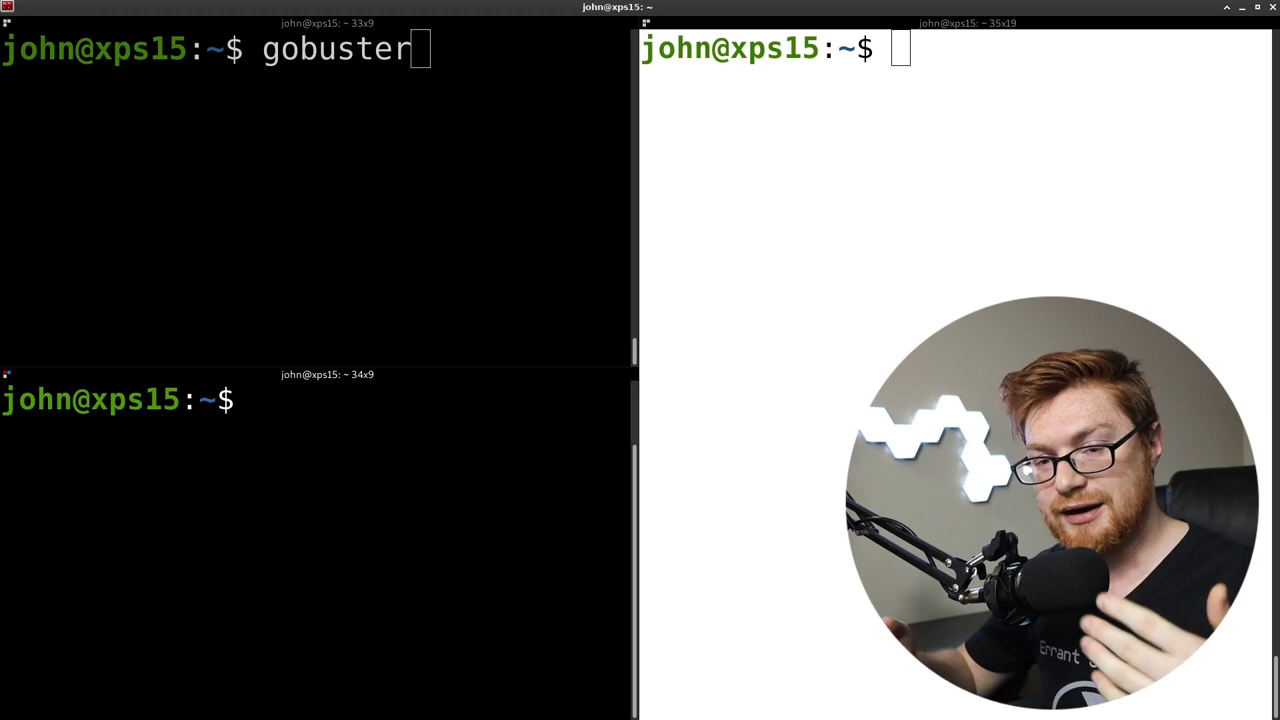 john@xps15: ~
john@xps15: ~ 33x9
john@xps15:~$ gobuster
john@xps15: ~ 35x19
john@xps15:~$
john@xps15: ~ 34x9
john@xps15:~$
Errant